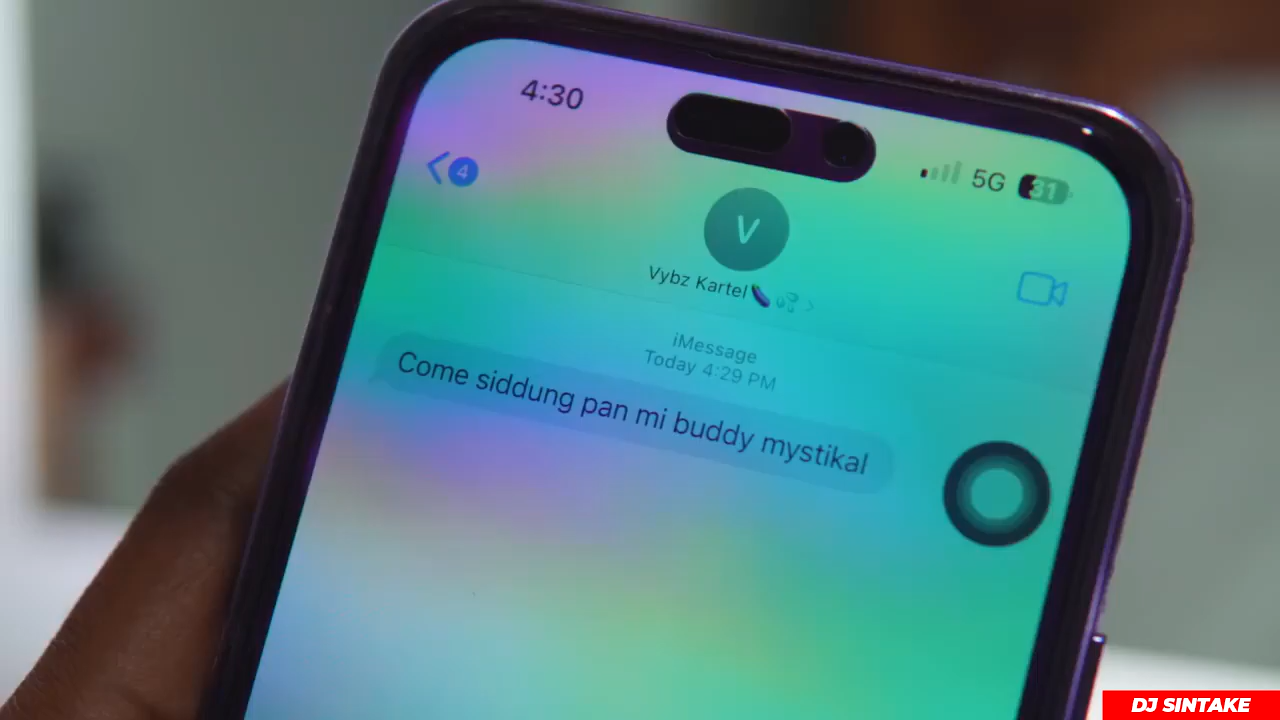 4:30
5G 31
4
V
Vybz Kartel🍆💦 >
iMessage
Today 4:29 PM
Come siddung pan mi buddy mystikal
DJ SINTAKE